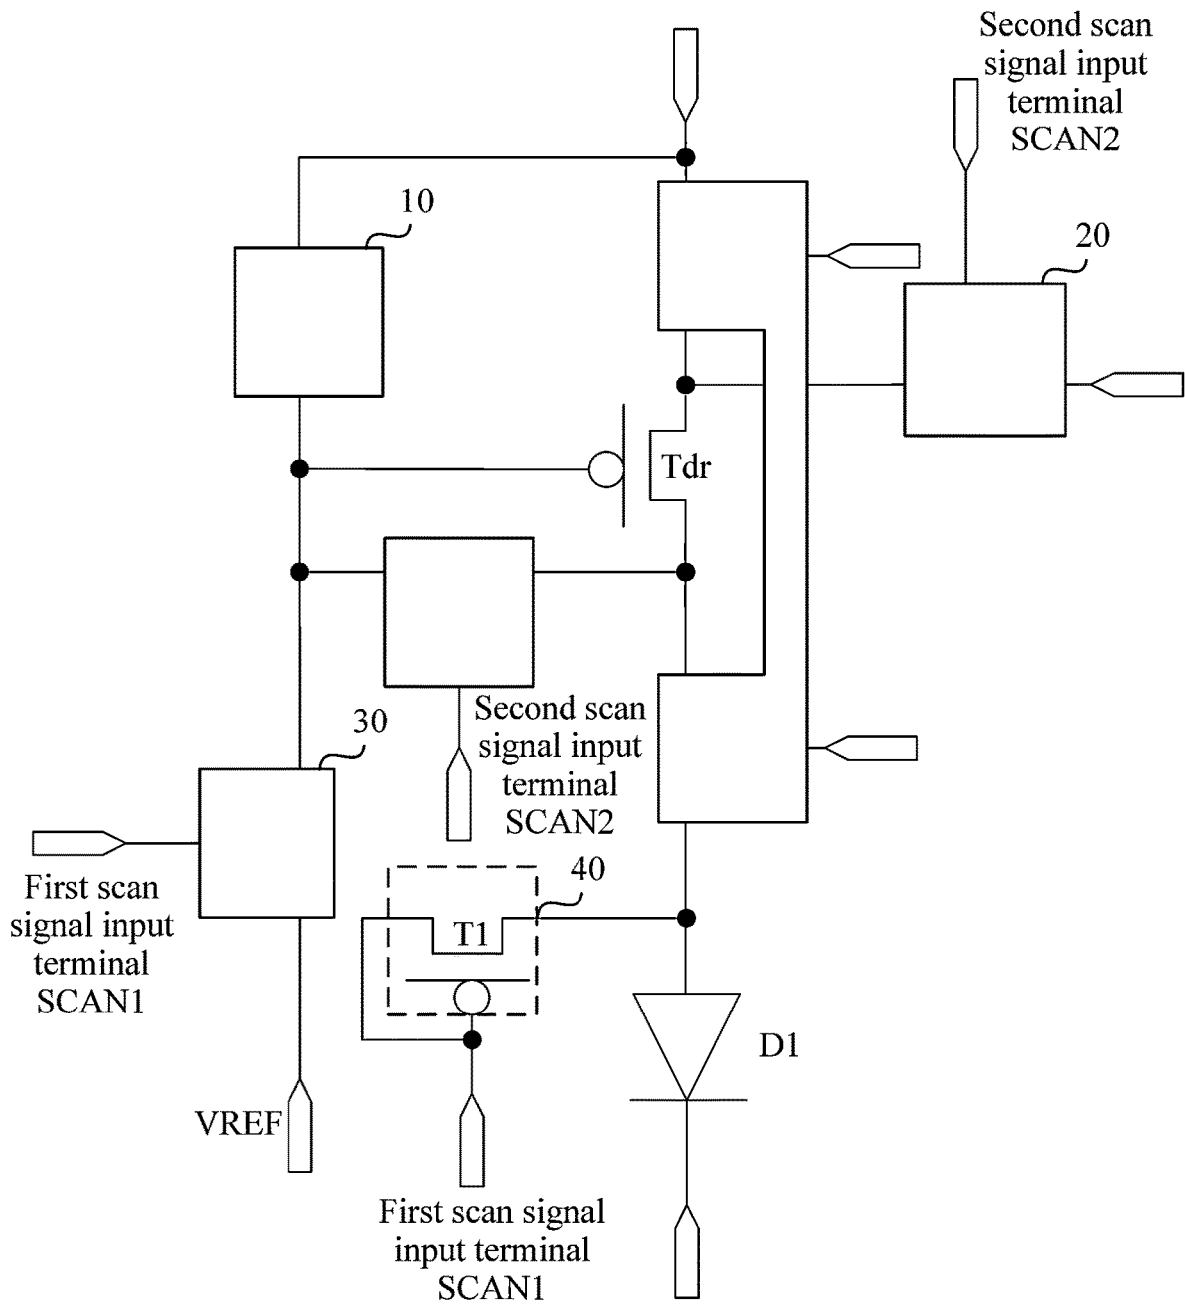 Second scan
signal input
terminal
SCAN2
10
20
Tdr
Second scan
signal input
terminal
SCAN2
30
First scan
signal input
terminal
SCAN1
40
T1
D1
VREF
First scan signal
input terminal
SCAN1